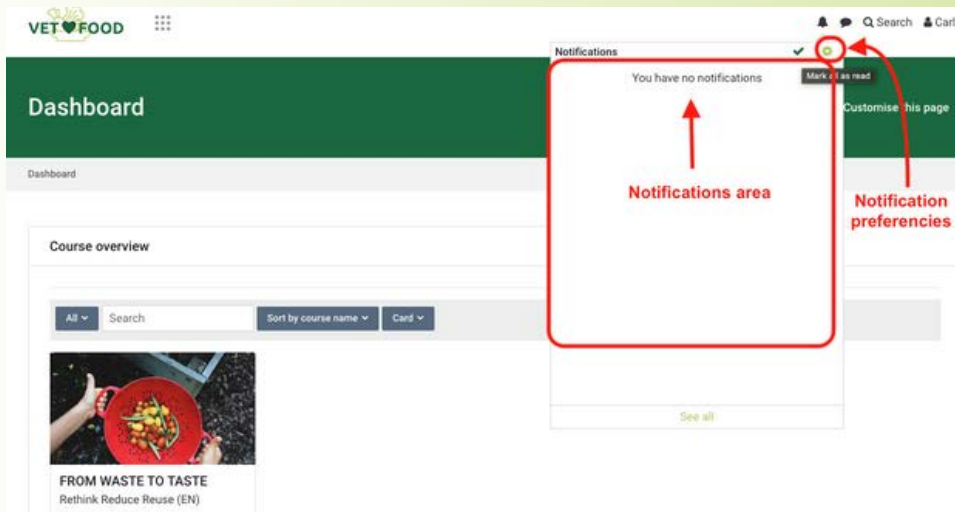 VET FOOD
Search
Carl
Notifications
You have no notifications
Mark all as read
Dashboard
Customise this page
Dashboard
Notifications area
Notification
preferencies
Course overview
All
Search
Sort by course name
Card
See all
FROM WASTE TO TASTE
Rethink Reduce Reuse (EN)